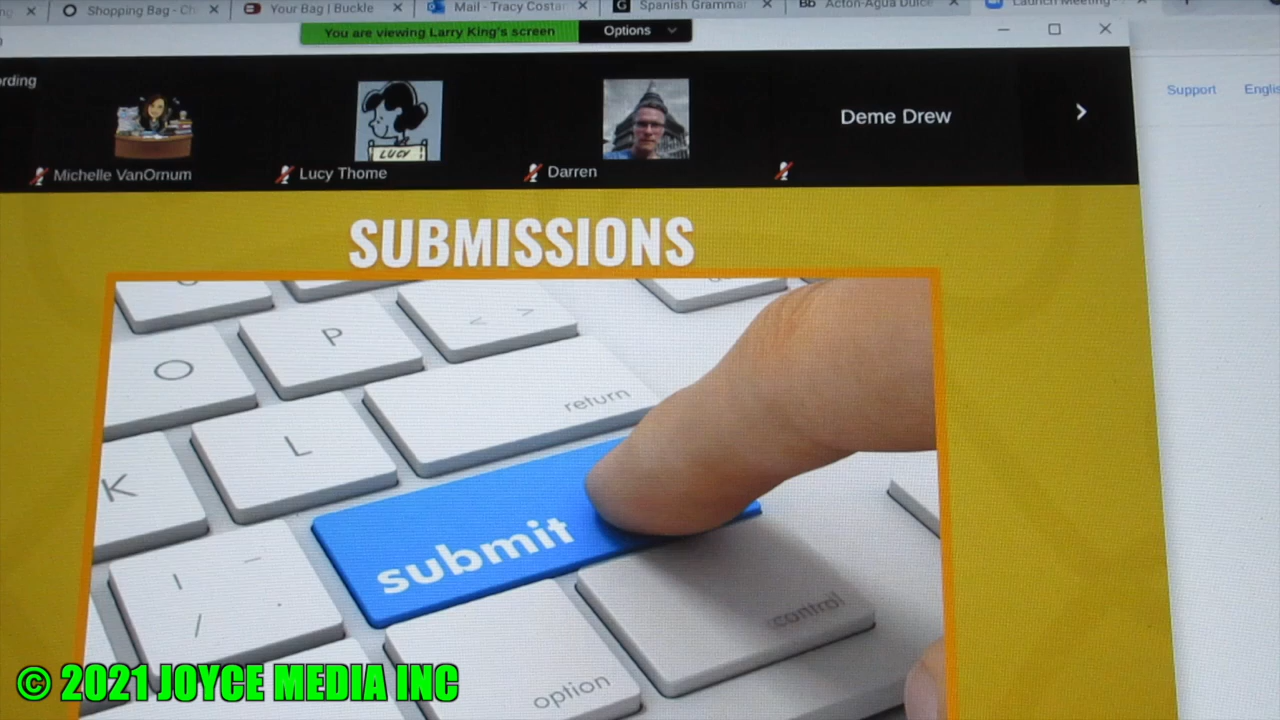 Shopping Bag - Ch
Your Bag | Buckle
Mail - Tracy Costan
Spanish Grammar
Bb Acton-Agua Dulce
Launch Meeting -
You are viewing Larry King's screen
Options
ording
Support
Englis
Deme Drew
LUCY
Michelle VanOrnum
Lucy Thome
Darren
SUBMISSIONS
P
< >
O
return
L
K
submit
/
control
option
© 2021 JOYCE MEDIA INC